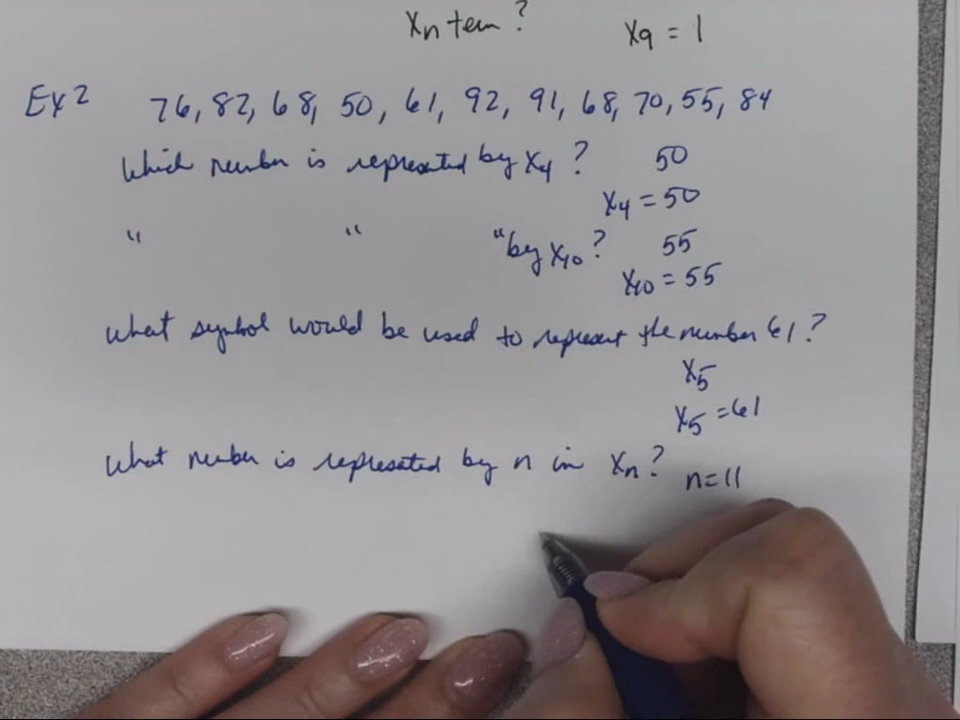 Xn term? X9 = 1
Ex 2 76, 82, 68, 50, 61, 92, 91, 68, 70, 55, 84
Which number is represented by X4? 50
X4 = 50
" " " by X10? 55
X10 = 55
What symbol would be used to represent the number 61?
X5
X5 = 61
What number is represented by n in Xn? n = 11